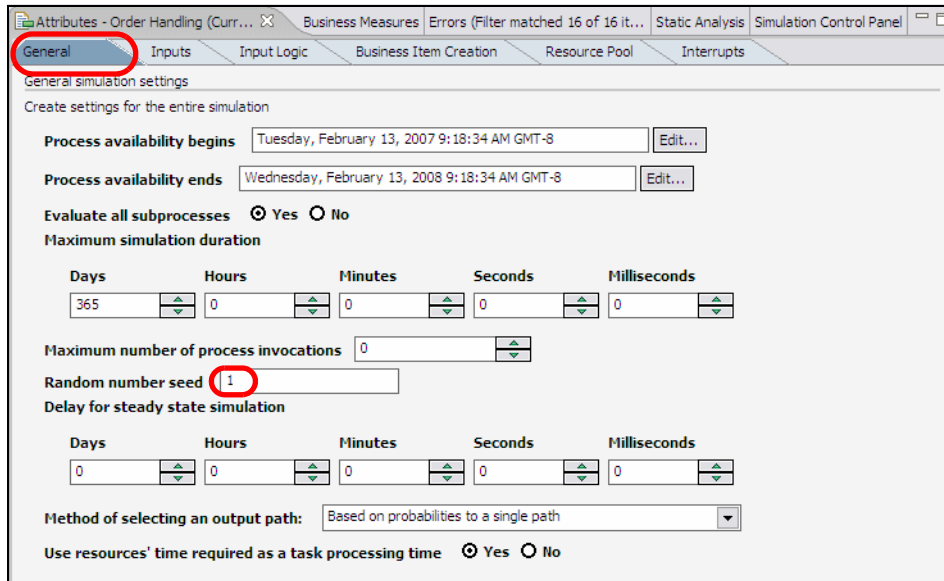 Attributes - Order Handling (Curr... Business Measures Errors (Filter matched 16 of 16 it... Static Analysis Simulation Control Panel
General Inputs Input Logic Business Item Creation Resource Pool Interrupts
General simulation settings
Create settings for the entire simulation
Process availability begins Tuesday, February 13, 2007 9:18:34 AM GMT-8 Edit...
Process availability ends Wednesday, February 13, 2008 9:18:34 AM GMT-8 Edit...
Evaluate all subprocesses Yes No
Maximum simulation duration
Days Hours Minutes Seconds Milliseconds
365 0 0 0 0
Maximum number of process invocations 0
Random number seed 1
Delay for steady state simulation
Days Hours Minutes Seconds Milliseconds
0 0 0 0 0
Method of selecting an output path: Based on probabilities to a single path
Use resources' time required as a task processing time Yes No